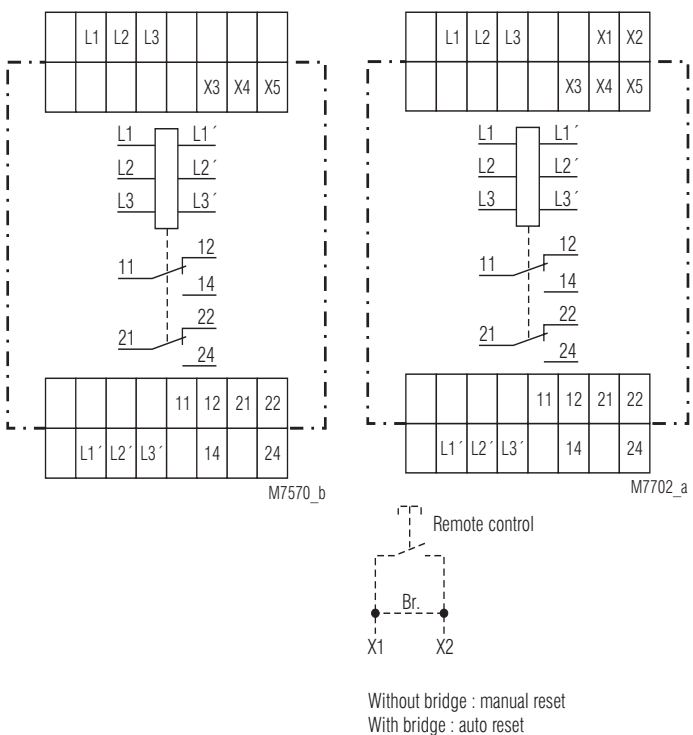 L1 L2 L3
X3 X4 X5
L1 L1´
L2 L2´
L3 L3´
12
11
14
22
21
24
11 12 21 22
L1´ L2´ L3´ 14 24
M7570_b
L1 L2 L3 X1 X2
X3 X4 X5
L1 L1´
L2 L2´
L3 L3´
12
11
14
22
21
24
11 12 21 22
L1´ L2´ L3´ 14 24
M7702_a
Remote control
Br.
X1 X2
Without bridge : manual reset
With bridge : auto reset